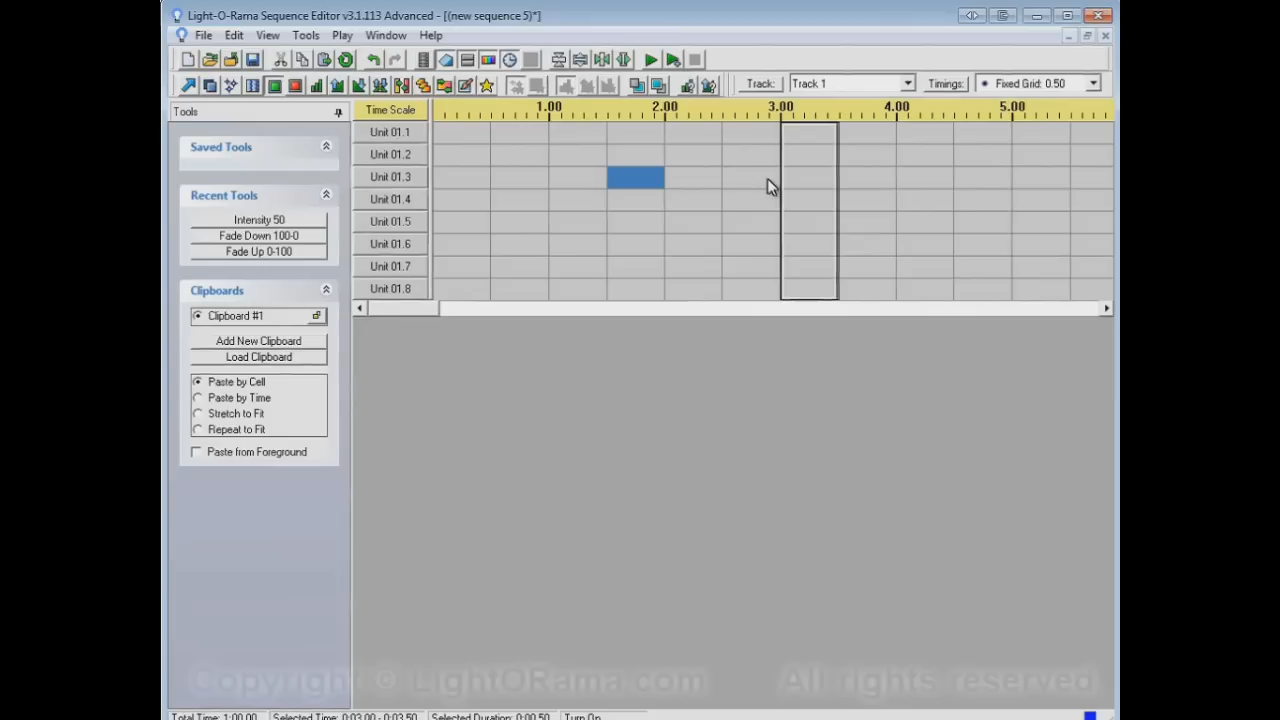 Light-O-Rama Sequence Editor v3.1.113 Advanced - [(new sequence 5)*]
File Edit View Tools Play Window Help
Track: Track 1 Timings: Fixed Grid: 0.50
Tools
Time Scale 1.00 2.00 3.00 4.00 5.00
Unit 01.1
Unit 01.2
Unit 01.3
Unit 01.4
Unit 01.5
Unit 01.6
Unit 01.7
Unit 01.8
Saved Tools
Recent Tools
Intensity 50
Fade Down 100-0
Fade Up 0-100
Clipboards
Clipboard #1
Add New Clipboard
Load Clipboard
Paste by Cell
Paste by Time
Stretch to Fit
Repeat to Fit
Paste from Foreground
Copyright © LightORama.com All rights reserved
Total Time: 1:00.00 Selected Time: 0:03.00 - 0:03.50 Selected Duration: 0:00.50 Turn On